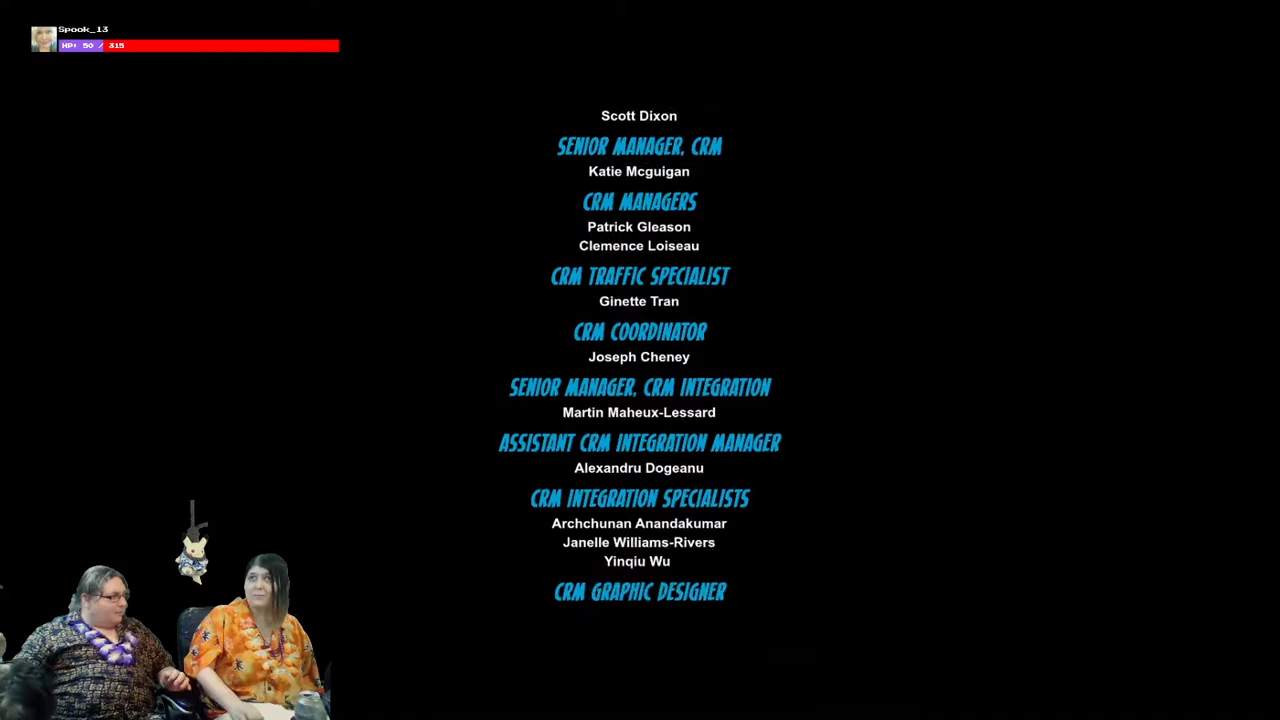 Spook_13
HP: 50 / 315
Scott Dixon
SENIOR MANAGER, CRM
Katie Mcguigan
CRM MANAGERS
Patrick Gleason
Clemence Loiseau
CRM TRAFFIC SPECIALIST
Ginette Tran
CRM COORDINATOR
Joseph Cheney
SENIOR MANAGER, CRM INTEGRATION
Martin Maheux-Lessard
ASSISTANT CRM INTEGRATION MANAGER
Alexandru Dogeanu
CRM INTEGRATION SPECIALISTS
Archchunan Anandakumar
Janelle Williams-Rivers
Yinqiu Wu
CRM GRAPHIC DESIGNER